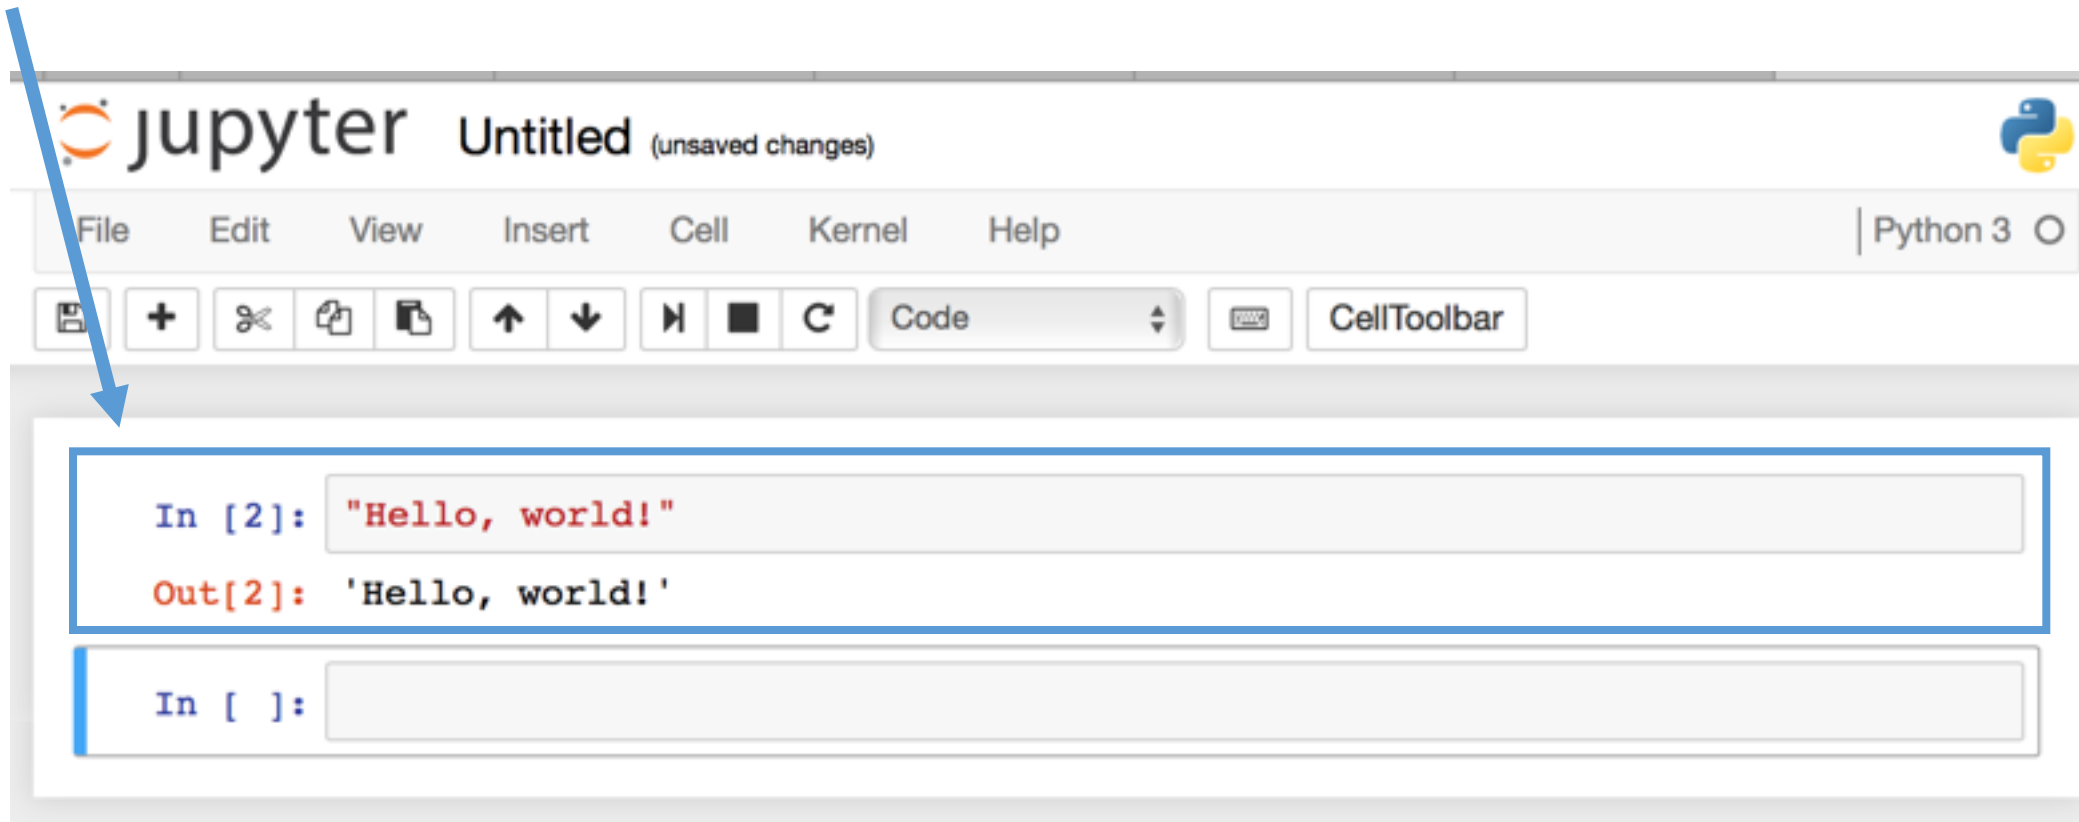 jupyter Untitled (unsaved changes)
File Edit View Insert Cell Kernel Help Python 3
Code CellToolbar
In [2]: "Hello, world!"
Out[2]: 'Hello, world!'
In [ ]: